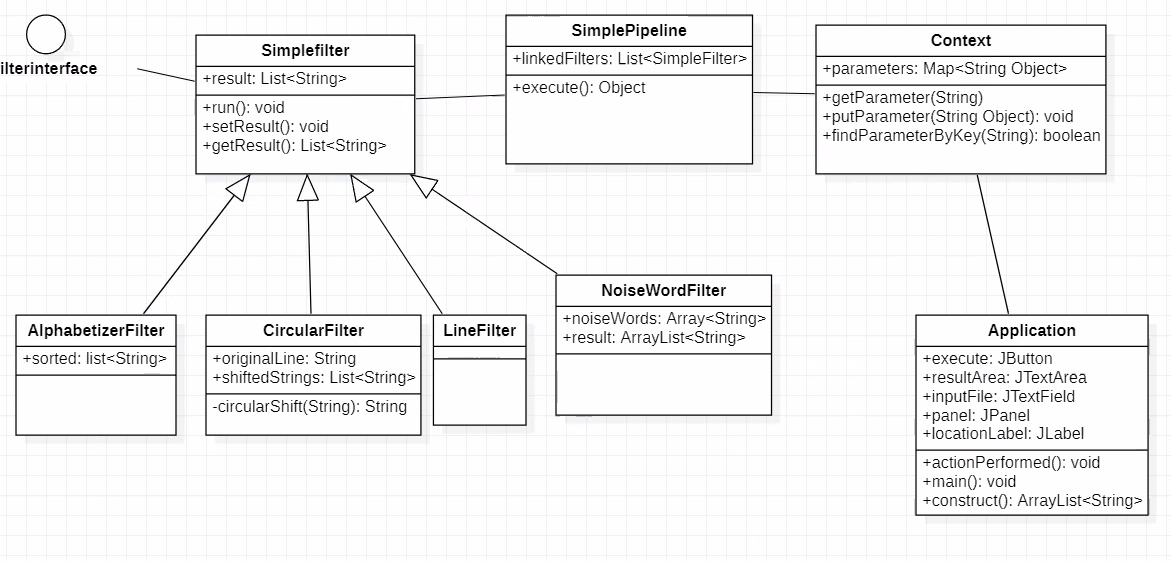 ilterinterface
Simplefilter
+result: List<String>
+run(): void
+setResult(): void
+getResult(): List<String>
SimplePipeline
+linkedFilters: List<SimpleFilter>
+execute(): Object
Context
+parameters: Map<String Object>
+getParameter(String)
+putParameter(String Object): void
+findParameterByKey(String): boolean
AlphabetizerFilter
+sorted: list<String>
CircularFilter
+originalLine: String
+shiftedStrings: List<String>
-circularShift(String): String
LineFilter
NoiseWordFilter
+noiseWords: Array<String>
+result: ArrayList<String>
Application
+execute: JButton
+resultArea: JTextArea
+inputFile: JTextField
+panel: JPanel
+locationLabel: JLabel
+actionPerformed(): void
+main(): void
+construct(): ArrayList<String>